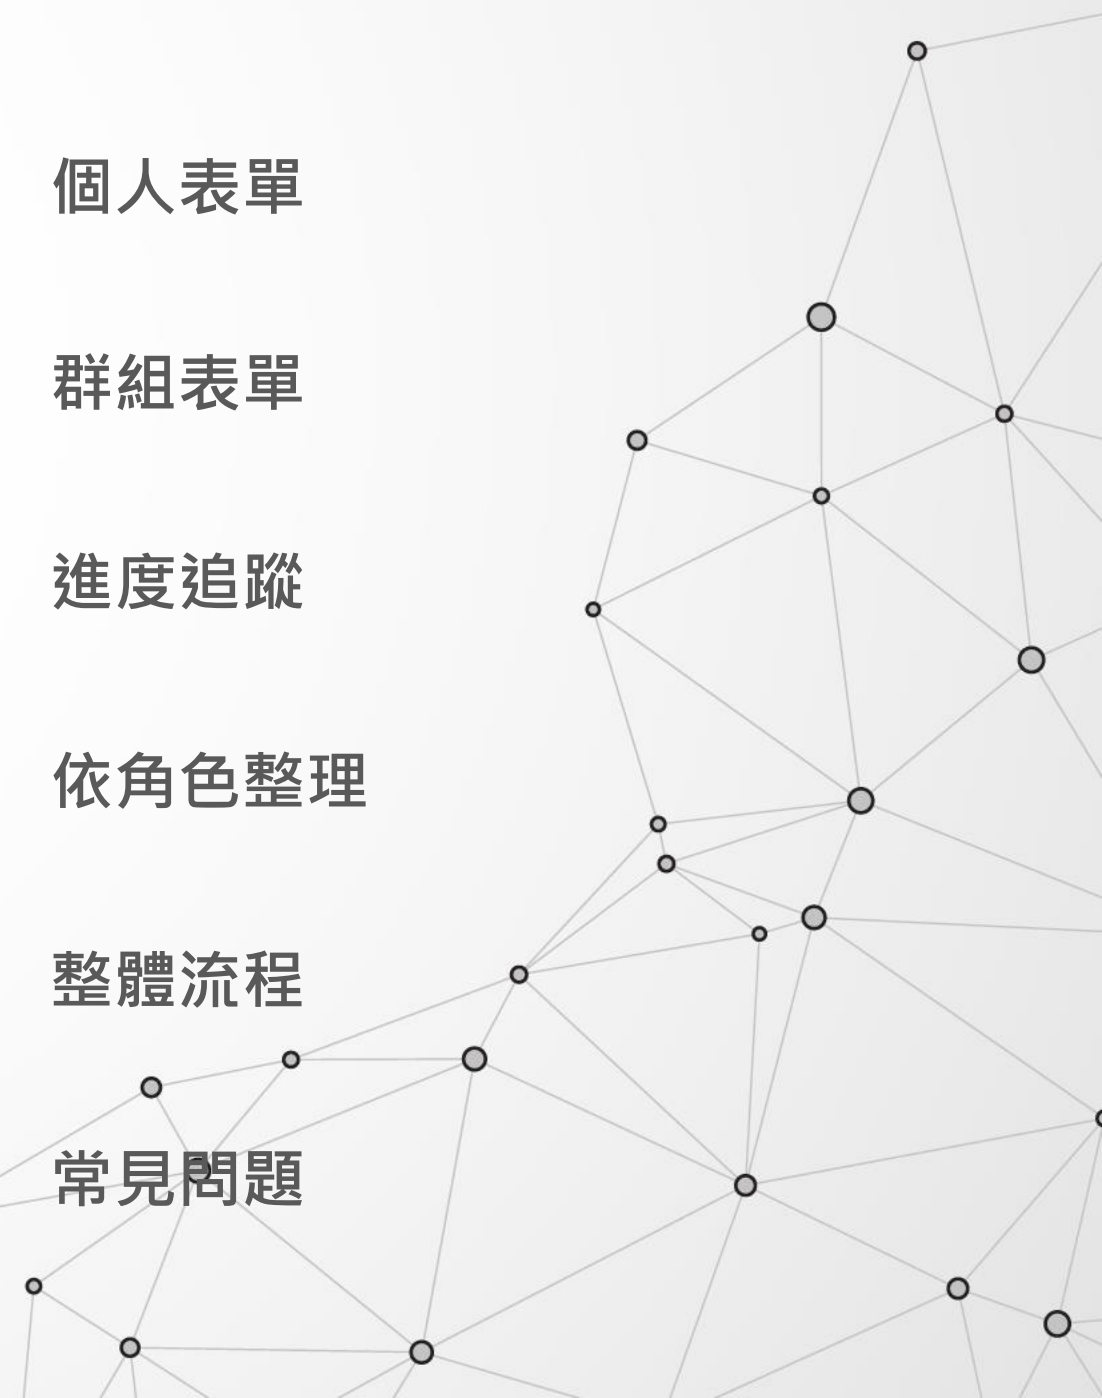 個人表單
群組表單
進度追蹤
依角色整理
整體流程
常見問題